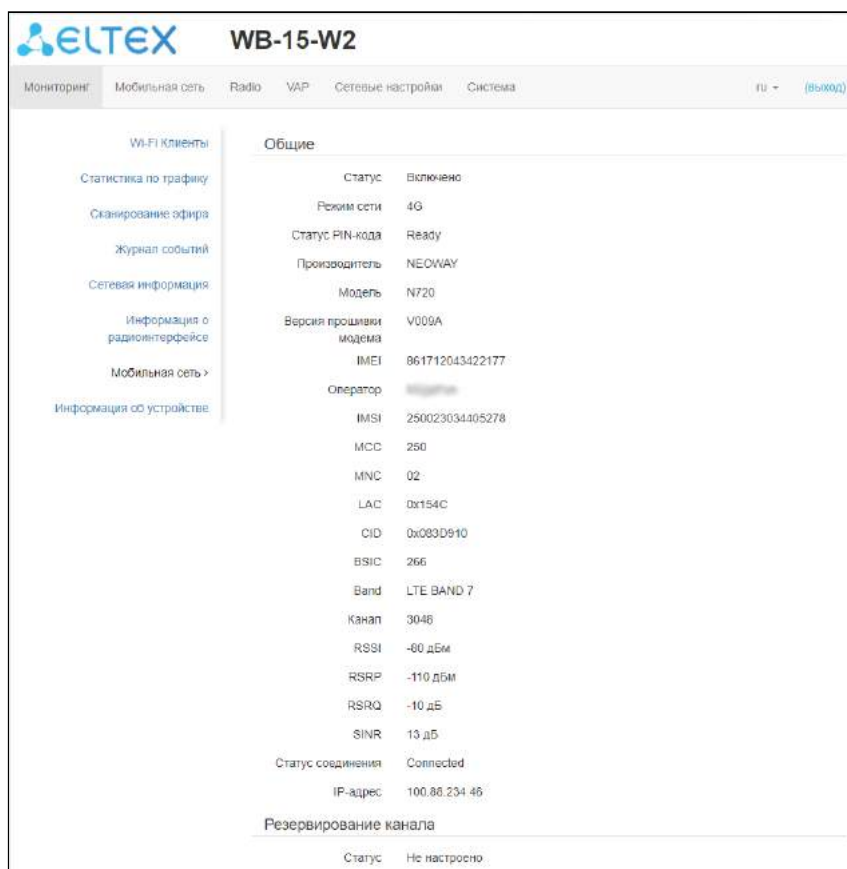 ELTEX WB-15-W2
Мониторинг Мобильная сеть Radio VAP Сетевые настройки Система ru (выход)
Wi-Fi Клиенты
Статистика по трафику
Сканирование эфира
Журнал событий
Сетевая информация
Информация о
радиоинтерфейсе
Мобильная сеть >
Информация об устройстве
Общие
Статус Включено
Режим сети 4G
Статус PIN-кода Ready
Производитель NEOWAY
Модель N720
Версия прошивки V009A
модема
IMEI 861712043422177
Оператор
IMSI 250023034405278
MCC 250
MNC 02
LAC 0x154C
CID 0x083D910
BSIC 266
Band LTE BAND 7
Канал 3048
RSSI -80 дБм
RSRP -110 дБм
RSRQ -10 дБ
SINR 13 дБ
Статус соединения Connected
IP-адрес 100.88.234.46
Резервирование канала
Статус Не настроено